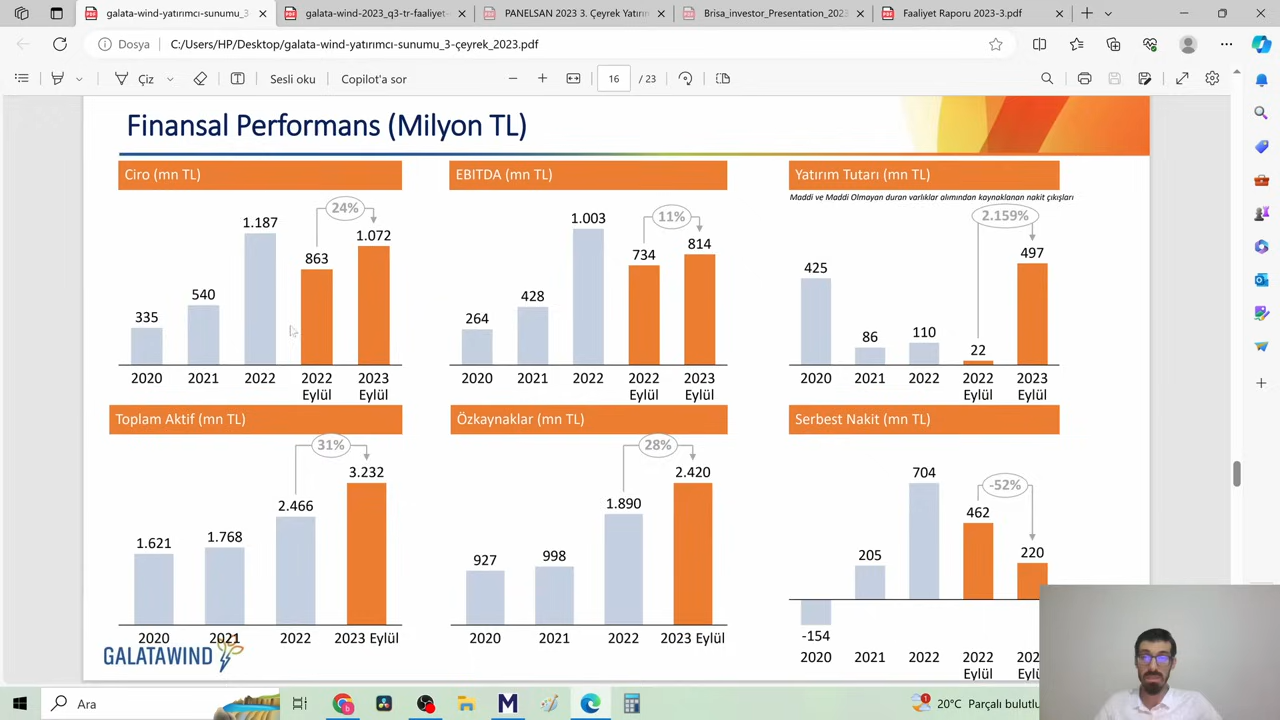 galata-wind-yatırımcı-sunumu_3-
galata-wind-2023_q3-tr-faaliyet-
PANELSAN 2023 3. Çeyrek Yatırın
Brisa_investor_Presentation_2023
Faaliyet Raporu 2023-3.pdf
Dosya
C:/Users/HP/Desktop/galata-wind-yatırımcı-sunumu_3-çeyrek_2023.pdf
Çiz
Sesli oku
Copilot'a sor
16 / 23
Finansal Performans (Milyon TL)
Ciro (mn TL)
24%
335
540
1.187
863
1.072
2020 2021 2022 2022 Eylül 2023 Eylül
EBITDA (mn TL)
11%
264
428
1.003
734
814
2020 2021 2022 2022 Eylül 2023 Eylül
Yatırım Tutarı (mn TL)
Maddi ve Maddi Olmayan duran varlıklar alımından kaynaklanan nakit çıkışları
2.159%
425
86
110
22
497
2020 2021 2022 2022 Eylül 2023 Eylül
Toplam Aktif (mn TL)
31%
1.621
1.768
2.466
3.232
2020 2021 2022 2023 Eylül
Özkaynaklar (mn TL)
28%
927
998
1.890
2.420
2020 2021 2022 2023 Eylül
Serbest Nakit (mn TL)
-52%
-154
205
704
462
220
2020 2021 2022 2022 Eylül
GALATAWIND
Ara
1
20°C Parçalı bulutlu